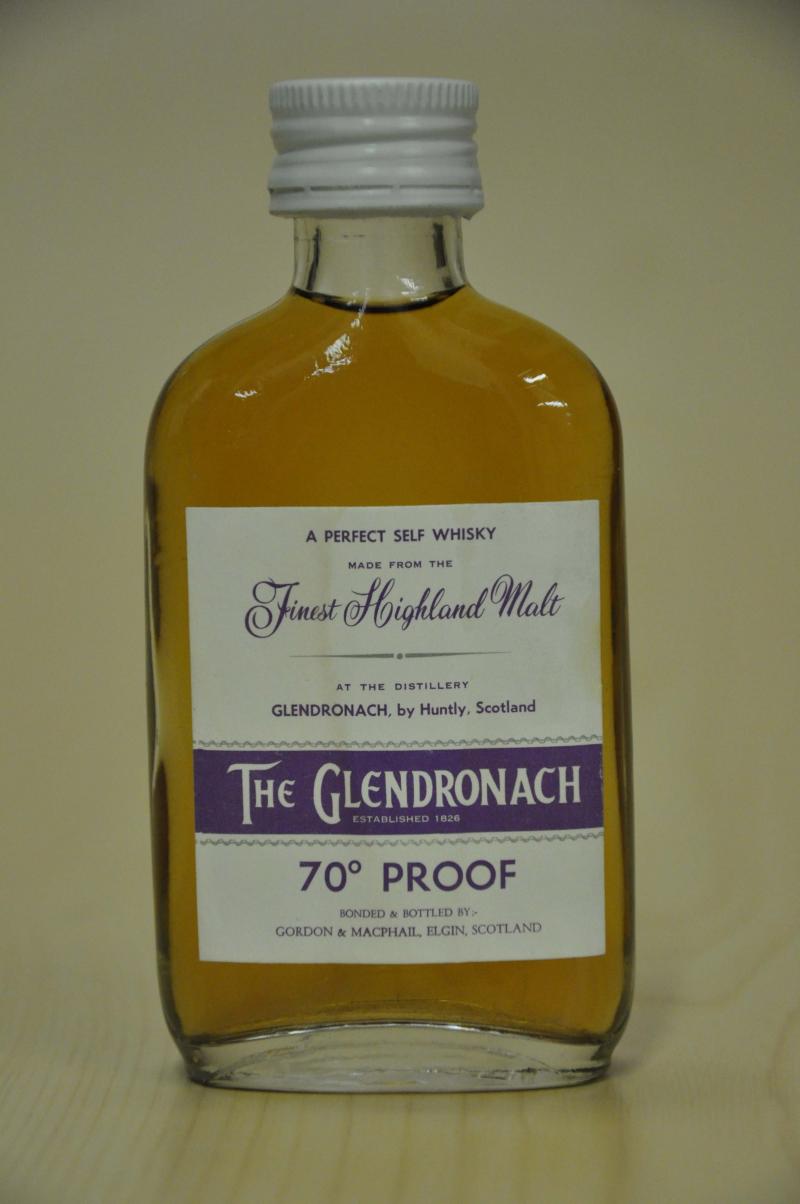 A PERFECT SELF WHISKY
MADE FROM THE
Finest Highland Malt
AT THE DISTILLERY
GLENDRONACH, by Huntly, Scotland
THE GLENDRONACH
ESTABLISHED 1826
70° PROOF
BONDED & BOTTLED BY:-
GORDON & MACPHAIL, ELGIN, SCOTLAND